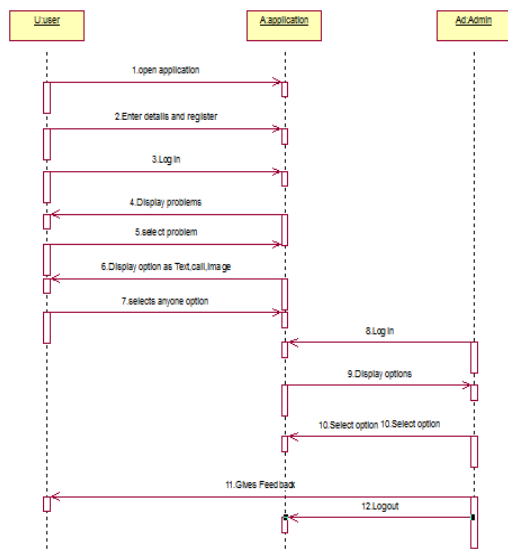 U:user
A:application
Ad:Admin
1.open application
2.Enter details and register
3.Log in
4.Display problems
5.select problem
6.Display option as Text,call,Image
7.selects anyone option
8.Log in
9.Display options
10.Select option 10.Select option
11.Gives Feedback
12.Logout